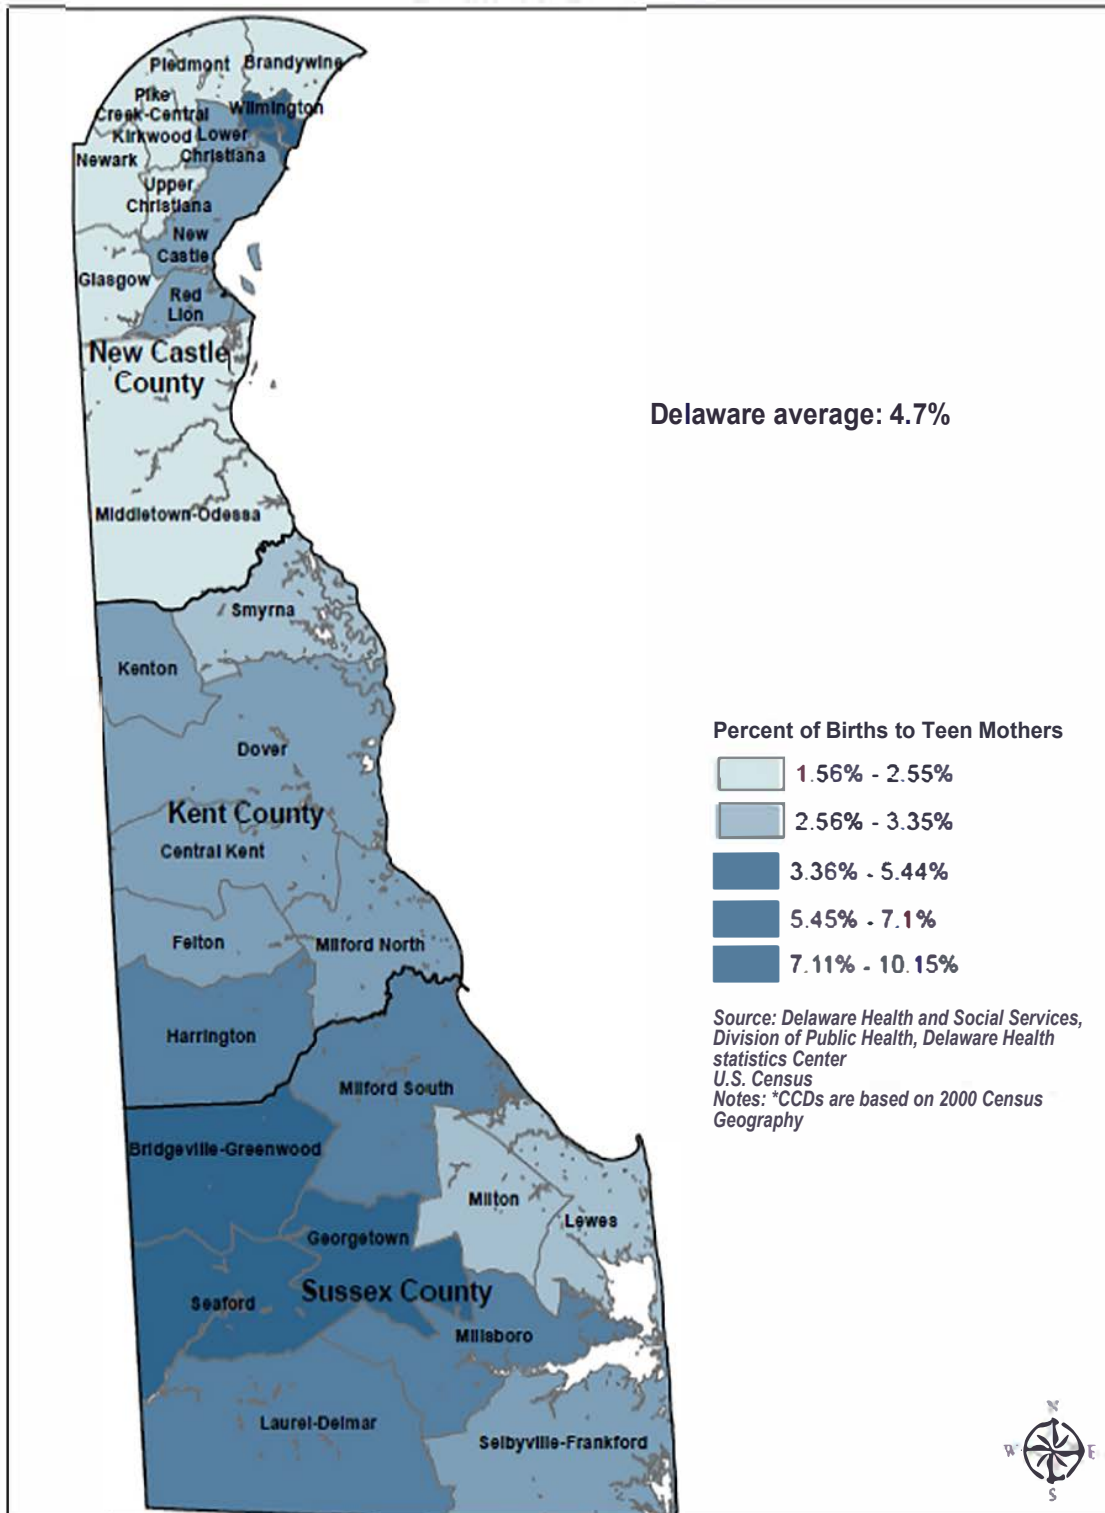 Piedmont
Brandywine
Pike
Creek-Central
Kirkwood
Wilmington
Lower
Christiana
Newark
Upper
Christiana
New
Castle
Glasgow
Red
Lion
New Castle
County
Delaware average: 4.7%
Middletown-Odessa
Smyrna
Kenton
Dover
Kent County
Central Kent
Felton
Milford North
Harrington
Milford South
Bridgeville-Greenwood
Milton
Lewes
Georgetown
Sussex County
Seaford
Millsboro
Laurel-Delmar
Selbyville-Frankford
Percent of Births to Teen Mothers
1.56% - 2.55%
2.56% - 3.35%
3.36% - 5.44%
5.45% - 7.1%
7.11% - 10.15%
Source: Delaware Health and Social Services,
Division of Public Health, Delaware Health
statistics Center
U.S. Census
Notes: *CCDs are based on 2000 Census
Geography
N
W
E
S